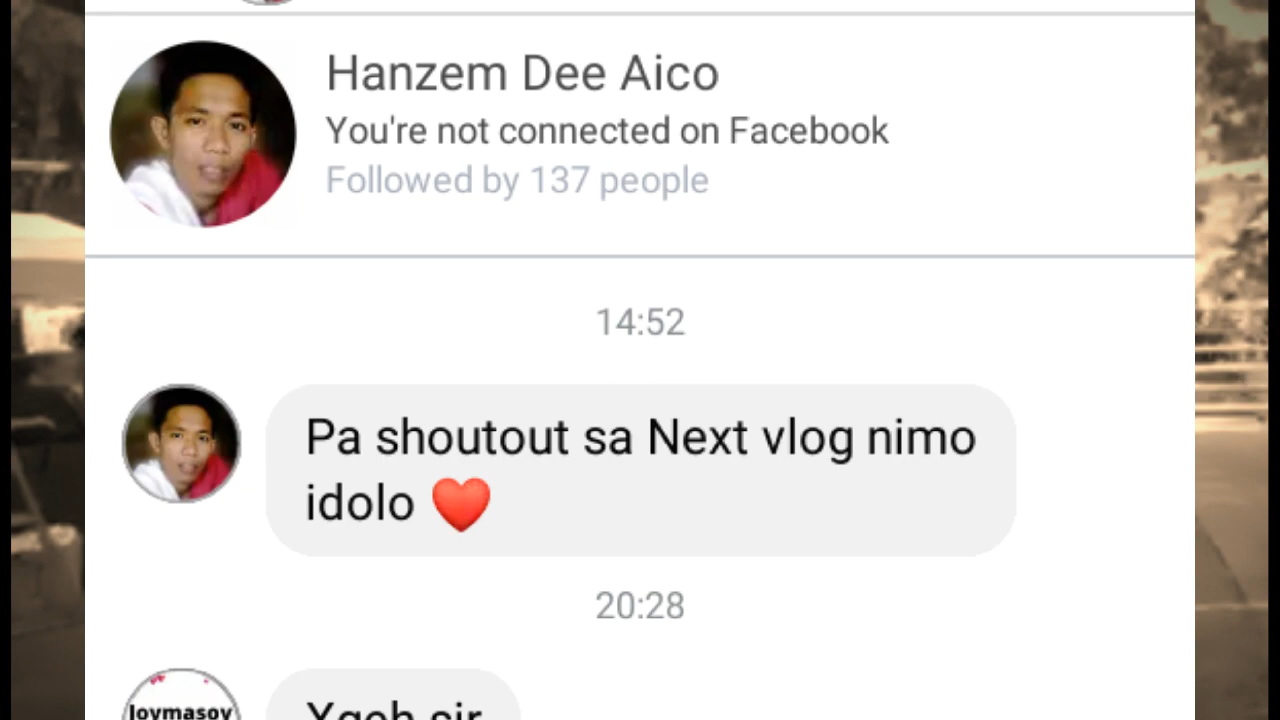 Hanzem Dee Aico
You're not connected on Facebook
Followed by 137 people
14:52
Pa shoutout sa Next vlog nimo
idolo ❤️
20:28
Joymasoy
sir